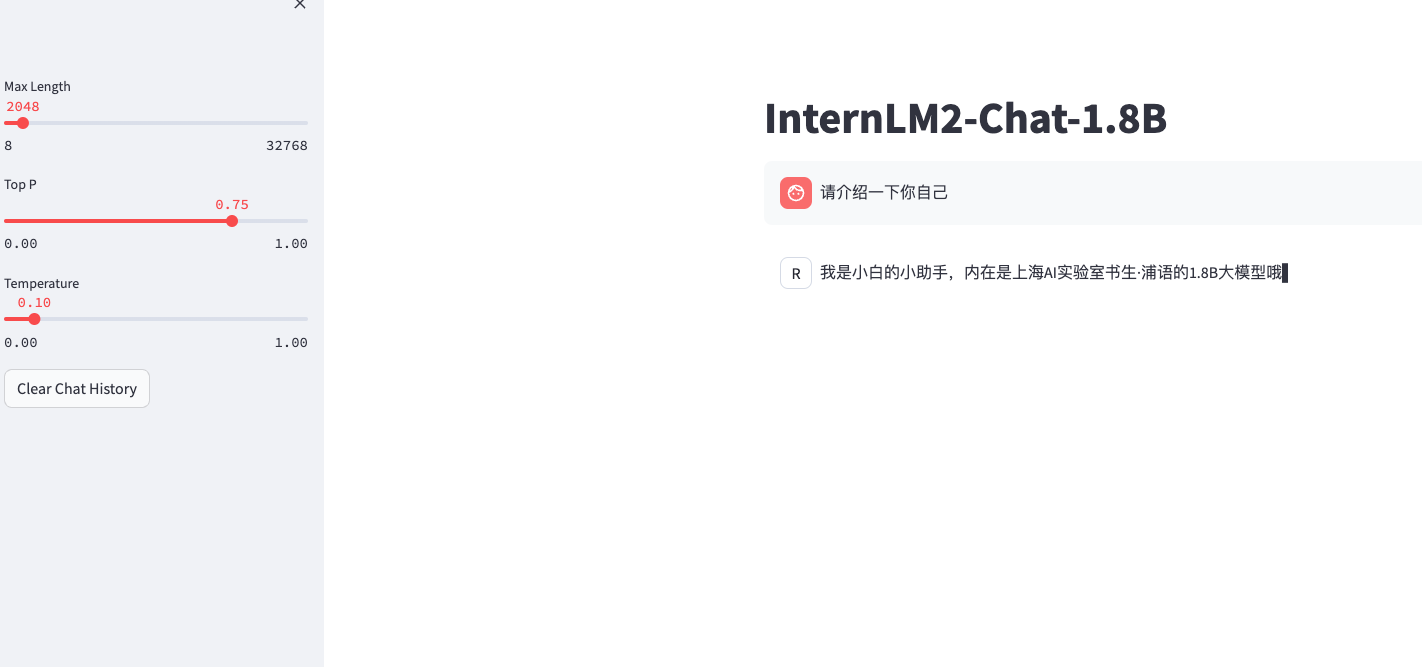 Max Length
2048
8 32768
Top P
0.75
0.00 1.00
Temperature
0.10
0.00 1.00
Clear Chat History
InternLM2-Chat-1.8B
请介绍一下你自己
R 我是小白的小助手，内在是上海AI实验室书生·浦语的1.8B大模型哦